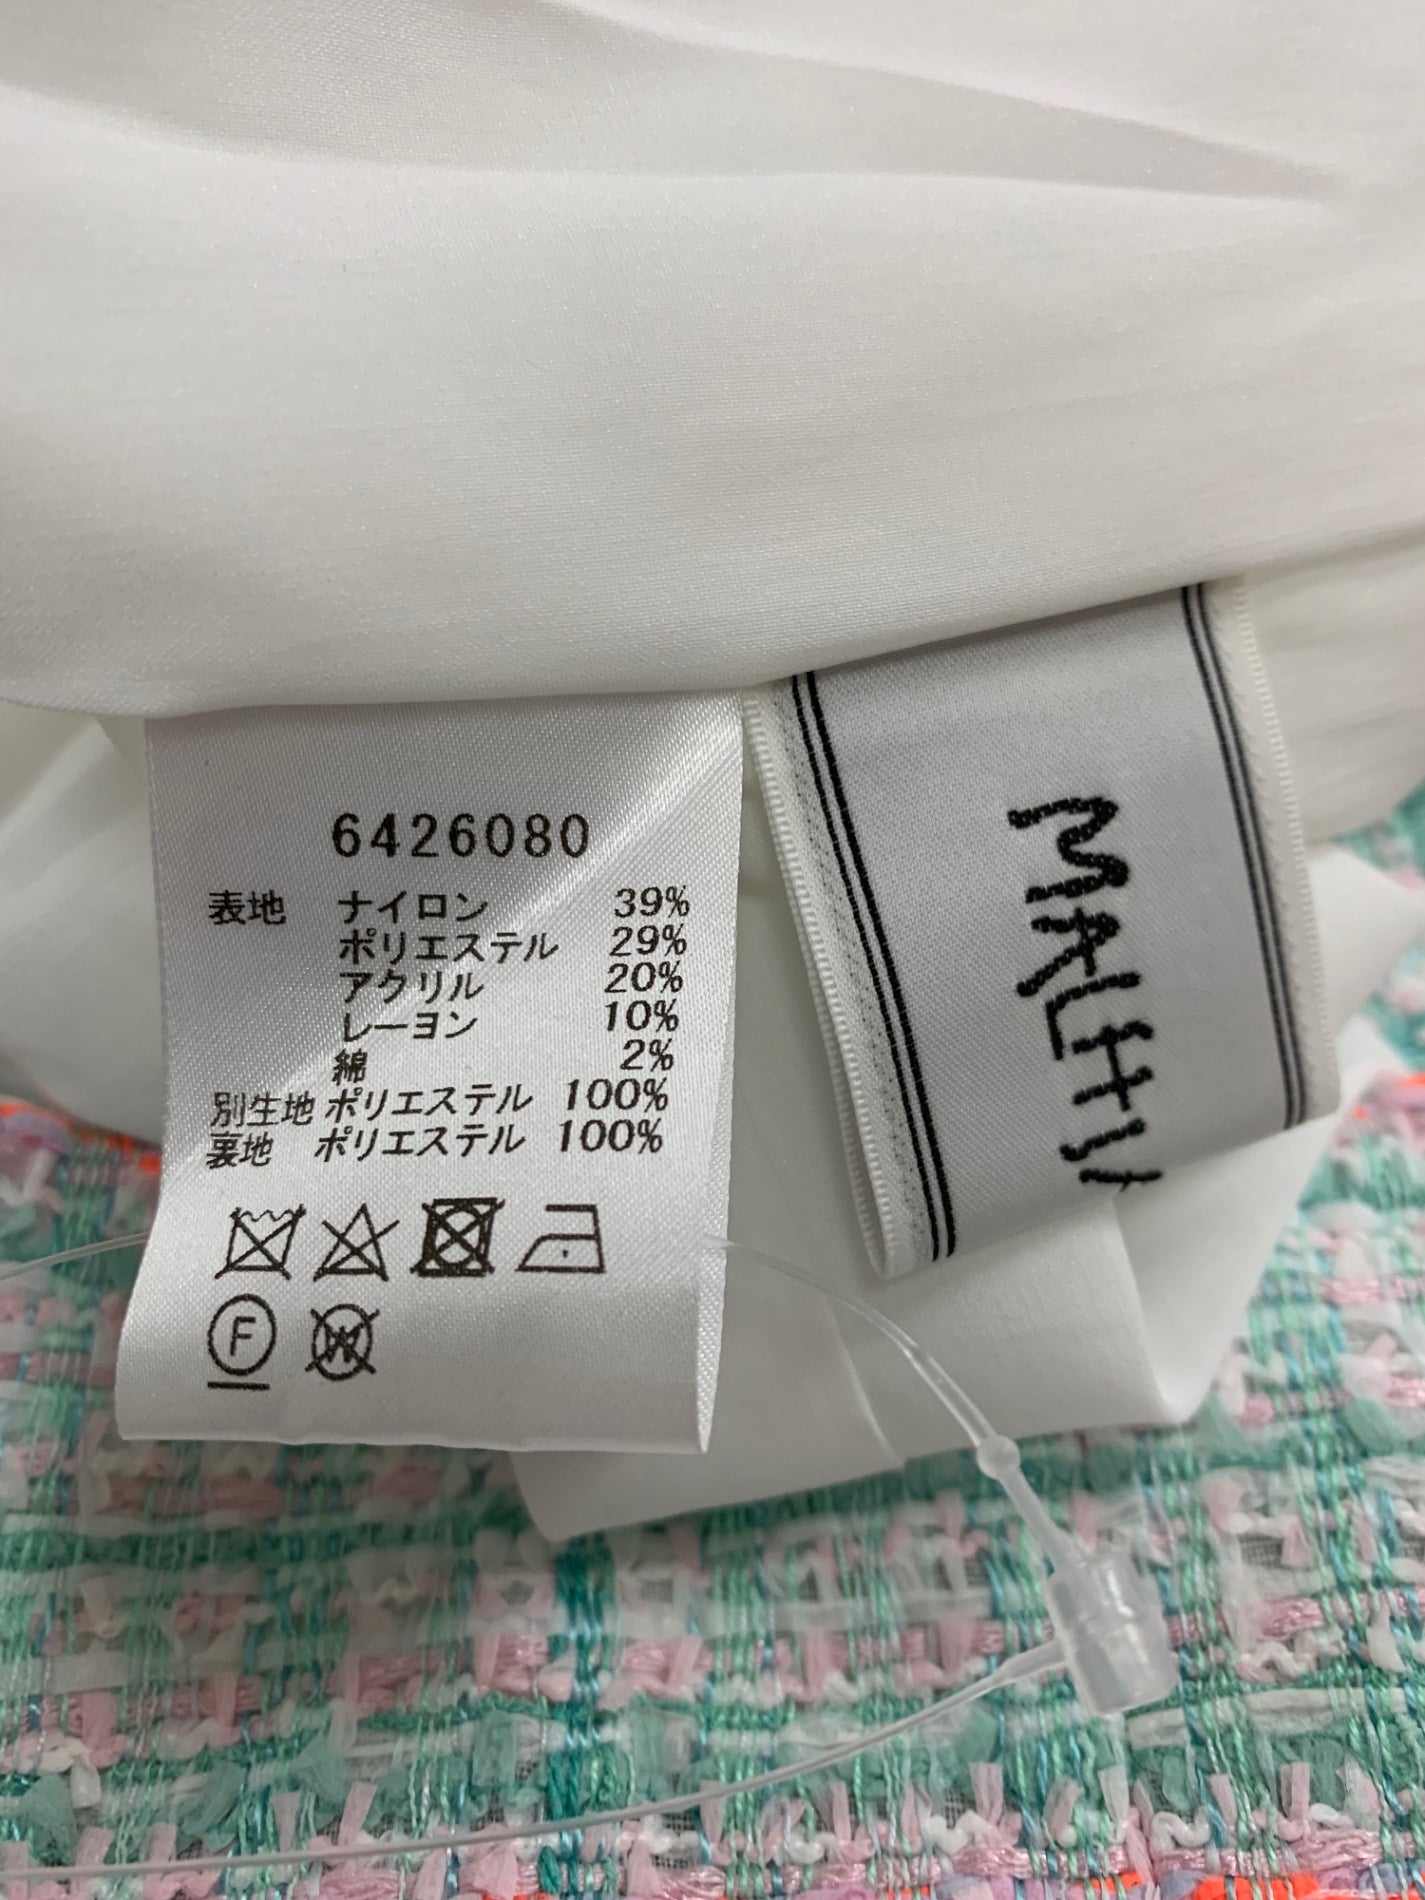 6426080
表地 ナイロン 39%
ポリエステル 29%
アクリル 20%
レーヨン 10%
綿 2%
別生地 ポリエステル 100%
裏地 ポリエステル 100%
F
W
MALHIV